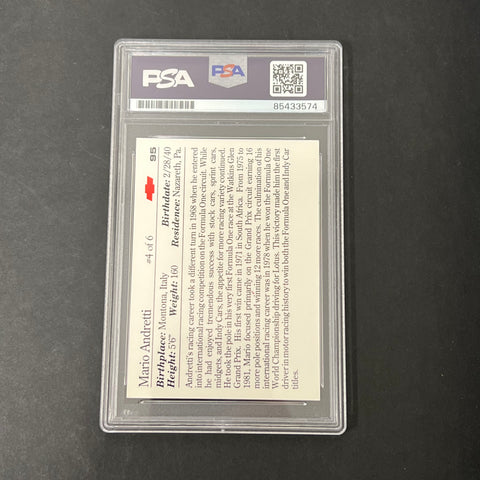 PSA
PSA
85433574
95
Mario Andretti
#4 of 6
Birthplace: Montona, Italy
Birthdate: 2/28/40
Height: 5'6"
Weight: 160
Residence: Nazareth, Pa.
Andretti's racing career took a different turn in 1968 when he entered
into international racing competition on the Formula One circuit. While
he had enjoyed tremendous success in stock cars, sprint cars,
midgets, and Indy Cars, the appetite for more racing variety continued.
He took the pole in his very first Formula One race at the Watkins Glen
Grand Prix. His first win came in 1971 in South Africa. From 1975 to
1981, Mario focused primarily on the Grand Prix circuit earning 16
more pole positions and winning 12 more races. The culmination of his
international racing career was in 1978 when he won the Formula One
World Championship driving for Lotus. This victory made him the first
driver in motor racing history to win both the Formula One and Indy Car
titles.